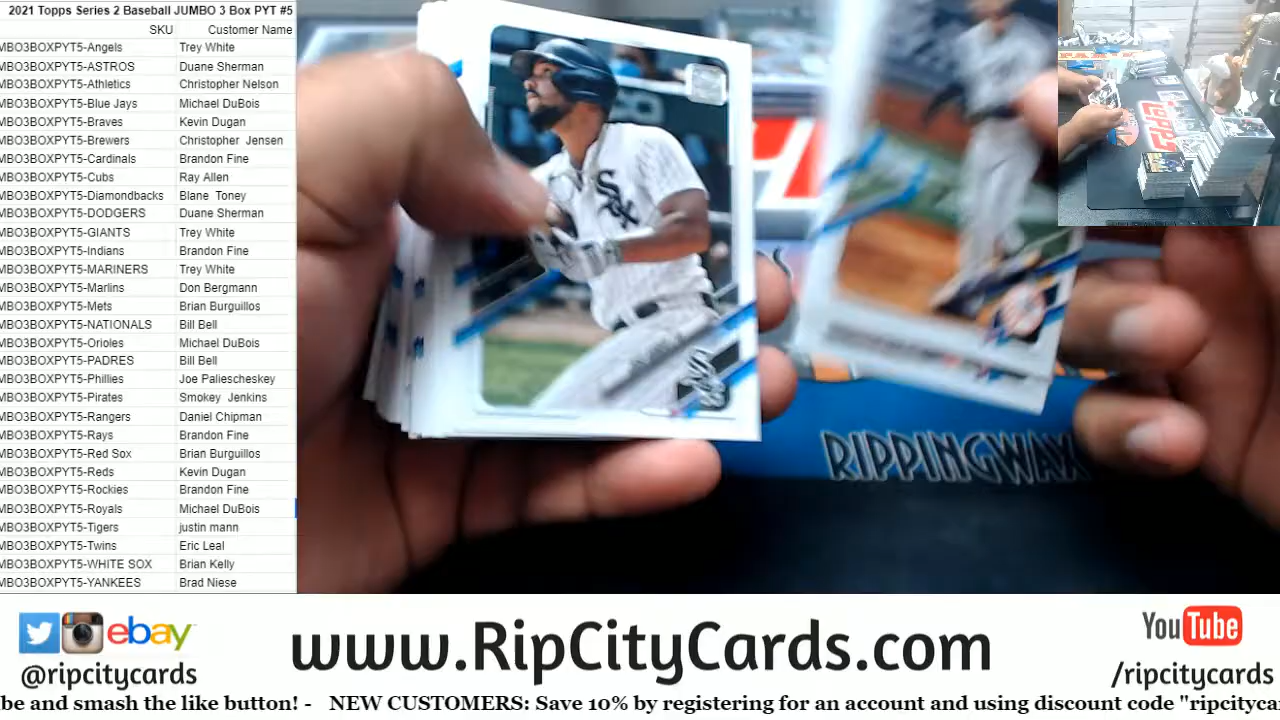 2021 Topps Series 2 Baseball JUMBO 3 Box PYT #5
SKU Customer Name
MBO3BOXPYT5-Angels Trey White
MBO3BOXPYT5-ASTROS Duane Sherman
MBO3BOXPYT5-Athletics Christopher Nelson
MBO3BOXPYT5-Blue Jays Michael DuBois
MBO3BOXPYT5-Braves Kevin Dugan
MBO3BOXPYT5-Brewers Christopher Jensen
MBO3BOXPYT5-Cardinals Brandon Fine
MBO3BOXPYT5-Cubs Ray Allen
MBO3BOXPYT5-Diamondbacks Blane Toney
MBO3BOXPYT5-DODGERS Duane Sherman
MBO3BOXPYT5-GIANTS Trey White
MBO3BOXPYT5-Indians Brandon Fine
MBO3BOXPYT5-MARINERS Trey White
MBO3BOXPYT5-Marlins Don Bergmann
MBO3BOXPYT5-Mets Brian Burguillos
MBO3BOXPYT5-NATIONALS Bill Bell
MBO3BOXPYT5-Orioles Michael DuBois
MBO3BOXPYT5-PADRES Bill Bell
MBO3BOXPYT5-Phillies Joe Paliescheskey
MBO3BOXPYT5-Pirates Smokey Jenkins
MBO3BOXPYT5-Rangers Daniel Chipman
MBO3BOXPYT5-Rays Brandon Fine
MBO3BOXPYT5-Red Sox Brian Burguillos
MBO3BOXPYT5-Reds Kevin Dugan
MBO3BOXPYT5-Rockies Brandon Fine
MBO3BOXPYT5-Royals Michael DuBois
MBO3BOXPYT5-Tigers justin mann
MBO3BOXPYT5-Twins Eric Leal
MBO3BOXPYT5-WHITE SOX Brian Kelly
MBO3BOXPYT5-YANKEES Brad Niese
SOX
SOX
TOPPS
RIPPINGWAX
ebay
@ripcitycards
www.RipCityCards.com
YouTube
/ripcitycards
be and smash the like button! - NEW CUSTOMERS: Save 10% by registering for an account and using discount code "ripcityca